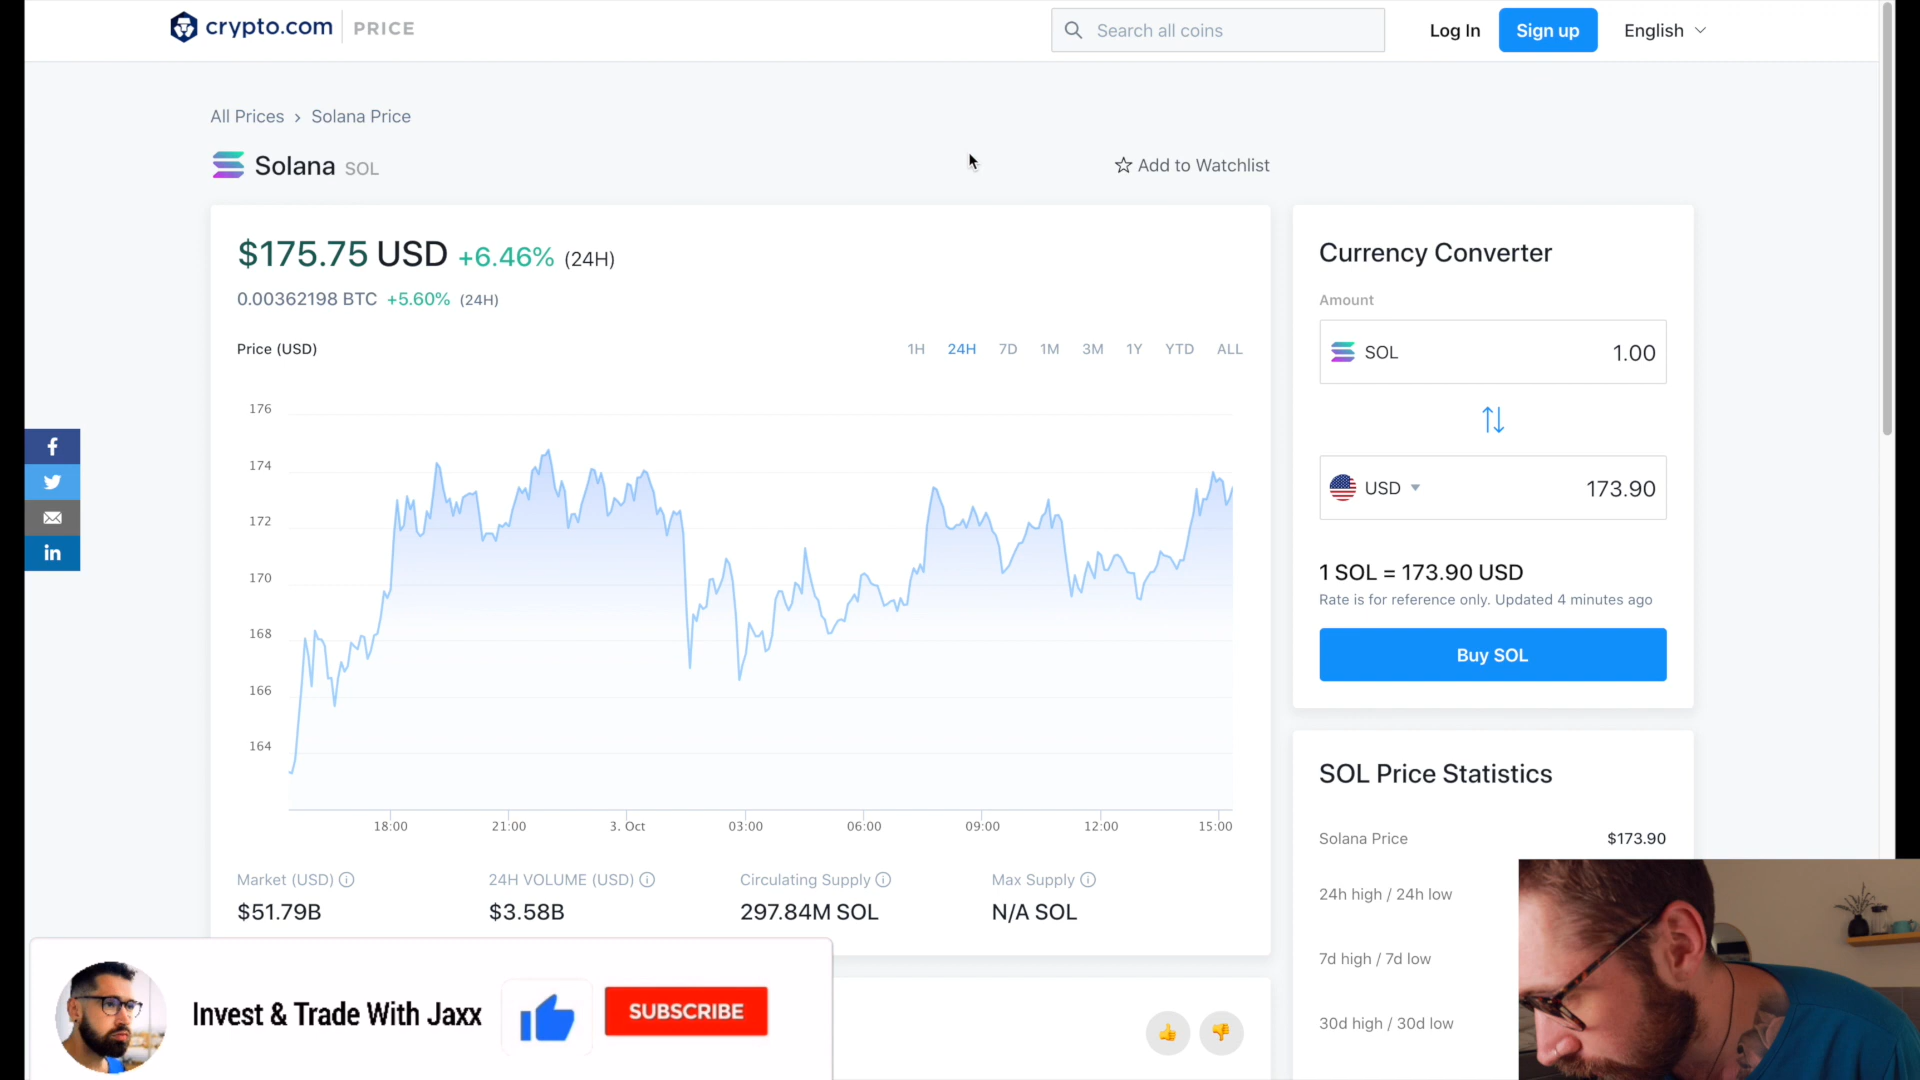 crypto.com PRICE
Search all coins
Log In
Sign up
English
All Prices › Solana Price
Solana SOL
Add to Watchlist
$175.75 USD +6.46% (24H)
0.00362198 BTC +5.60% (24H)
Price (USD)
1H 24H 7D 1M 3M 1Y YTD ALL
176
174
172
170
168
166
164
18:00 21:00 3. Oct 03:00 06:00 09:00 12:00 15:00
Market (USD) 24H VOLUME (USD) Circulating Supply Max Supply
$51.79B $3.58B 297.84M SOL N/A SOL
Currency Converter
Amount
SOL 1.00
USD 173.90
1 SOL = 173.90 USD
Rate is for reference only. Updated 4 minutes ago
Buy SOL
SOL Price Statistics
Solana Price $173.90
24h high / 24h low
7d high / 7d low
30d high / 30d low
f
in
Invest & Trade With Jaxx
SUBSCRIBE